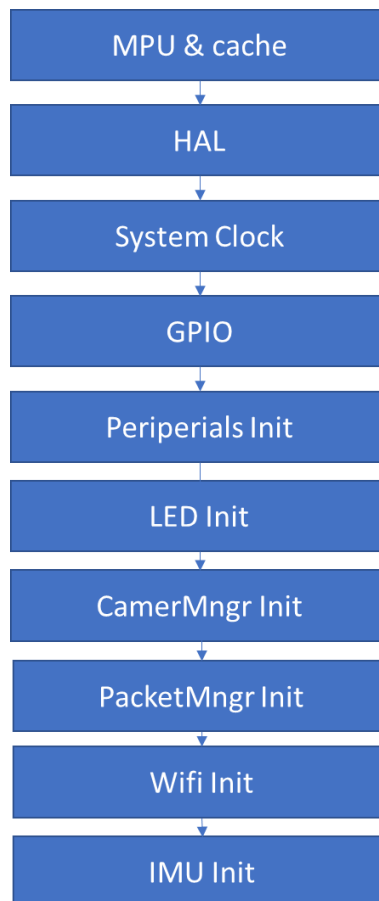 MPU & cache
HAL
System Clock
GPIO
Periperials Init
LED Init
CamerMngr Init
PacketMngr Init
Wifi Init
IMU Init